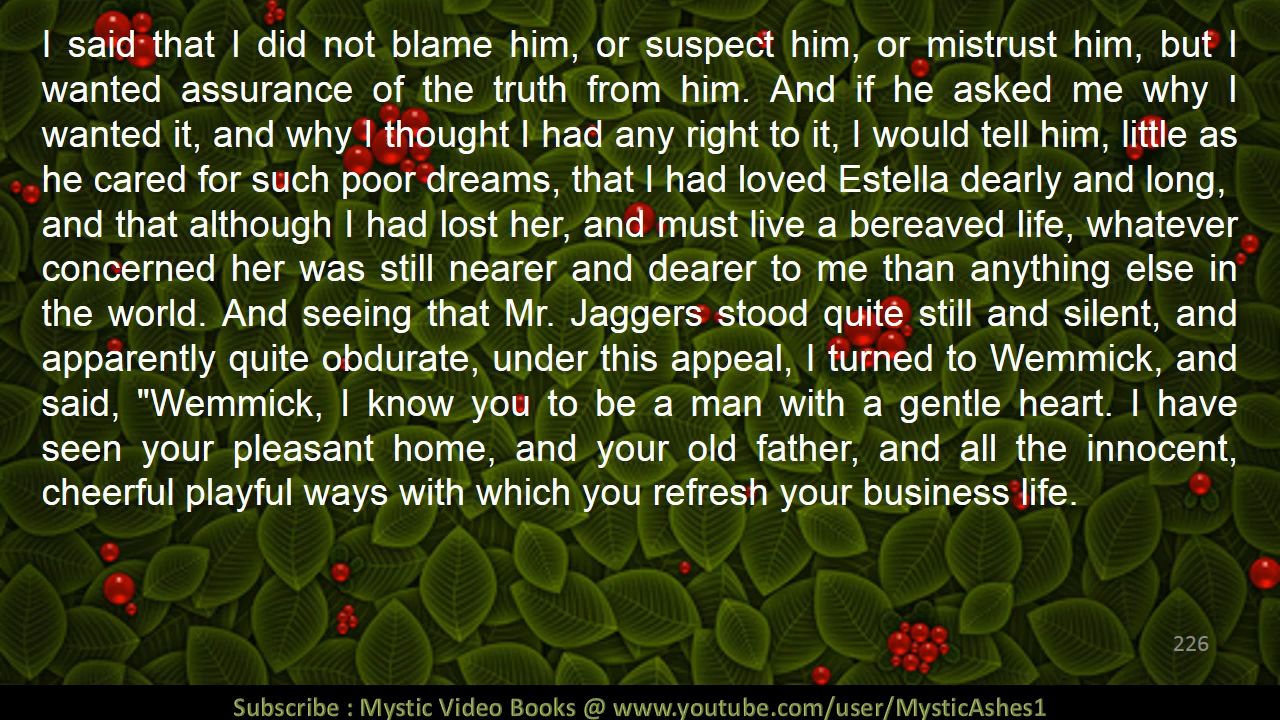 I said that I did not blame him, or suspect him, or mistrust him, but I
wanted assurance of the truth from him. And if he asked me why I
wanted it, and why I thought I had any right to it, I would tell him, little as
he cared for such poor dreams, that I had loved Estella dearly and long,
and that although I had lost her, and must live a bereaved life, whatever
concerned her was still nearer and dearer to me than anything else in
the world. And seeing that Mr. Jaggers stood quite still and silent, and
apparently quite obdurate, under this appeal, I turned to Wemmick, and
said, "Wemmick, I know you to be a man with a gentle heart. I have
seen your pleasant home, and your old father, and all the innocent,
cheerful playful ways with which you refresh your business life.
226
Subscribe : Mystic Video Books @ www.youtube.com/user/MysticAshes1